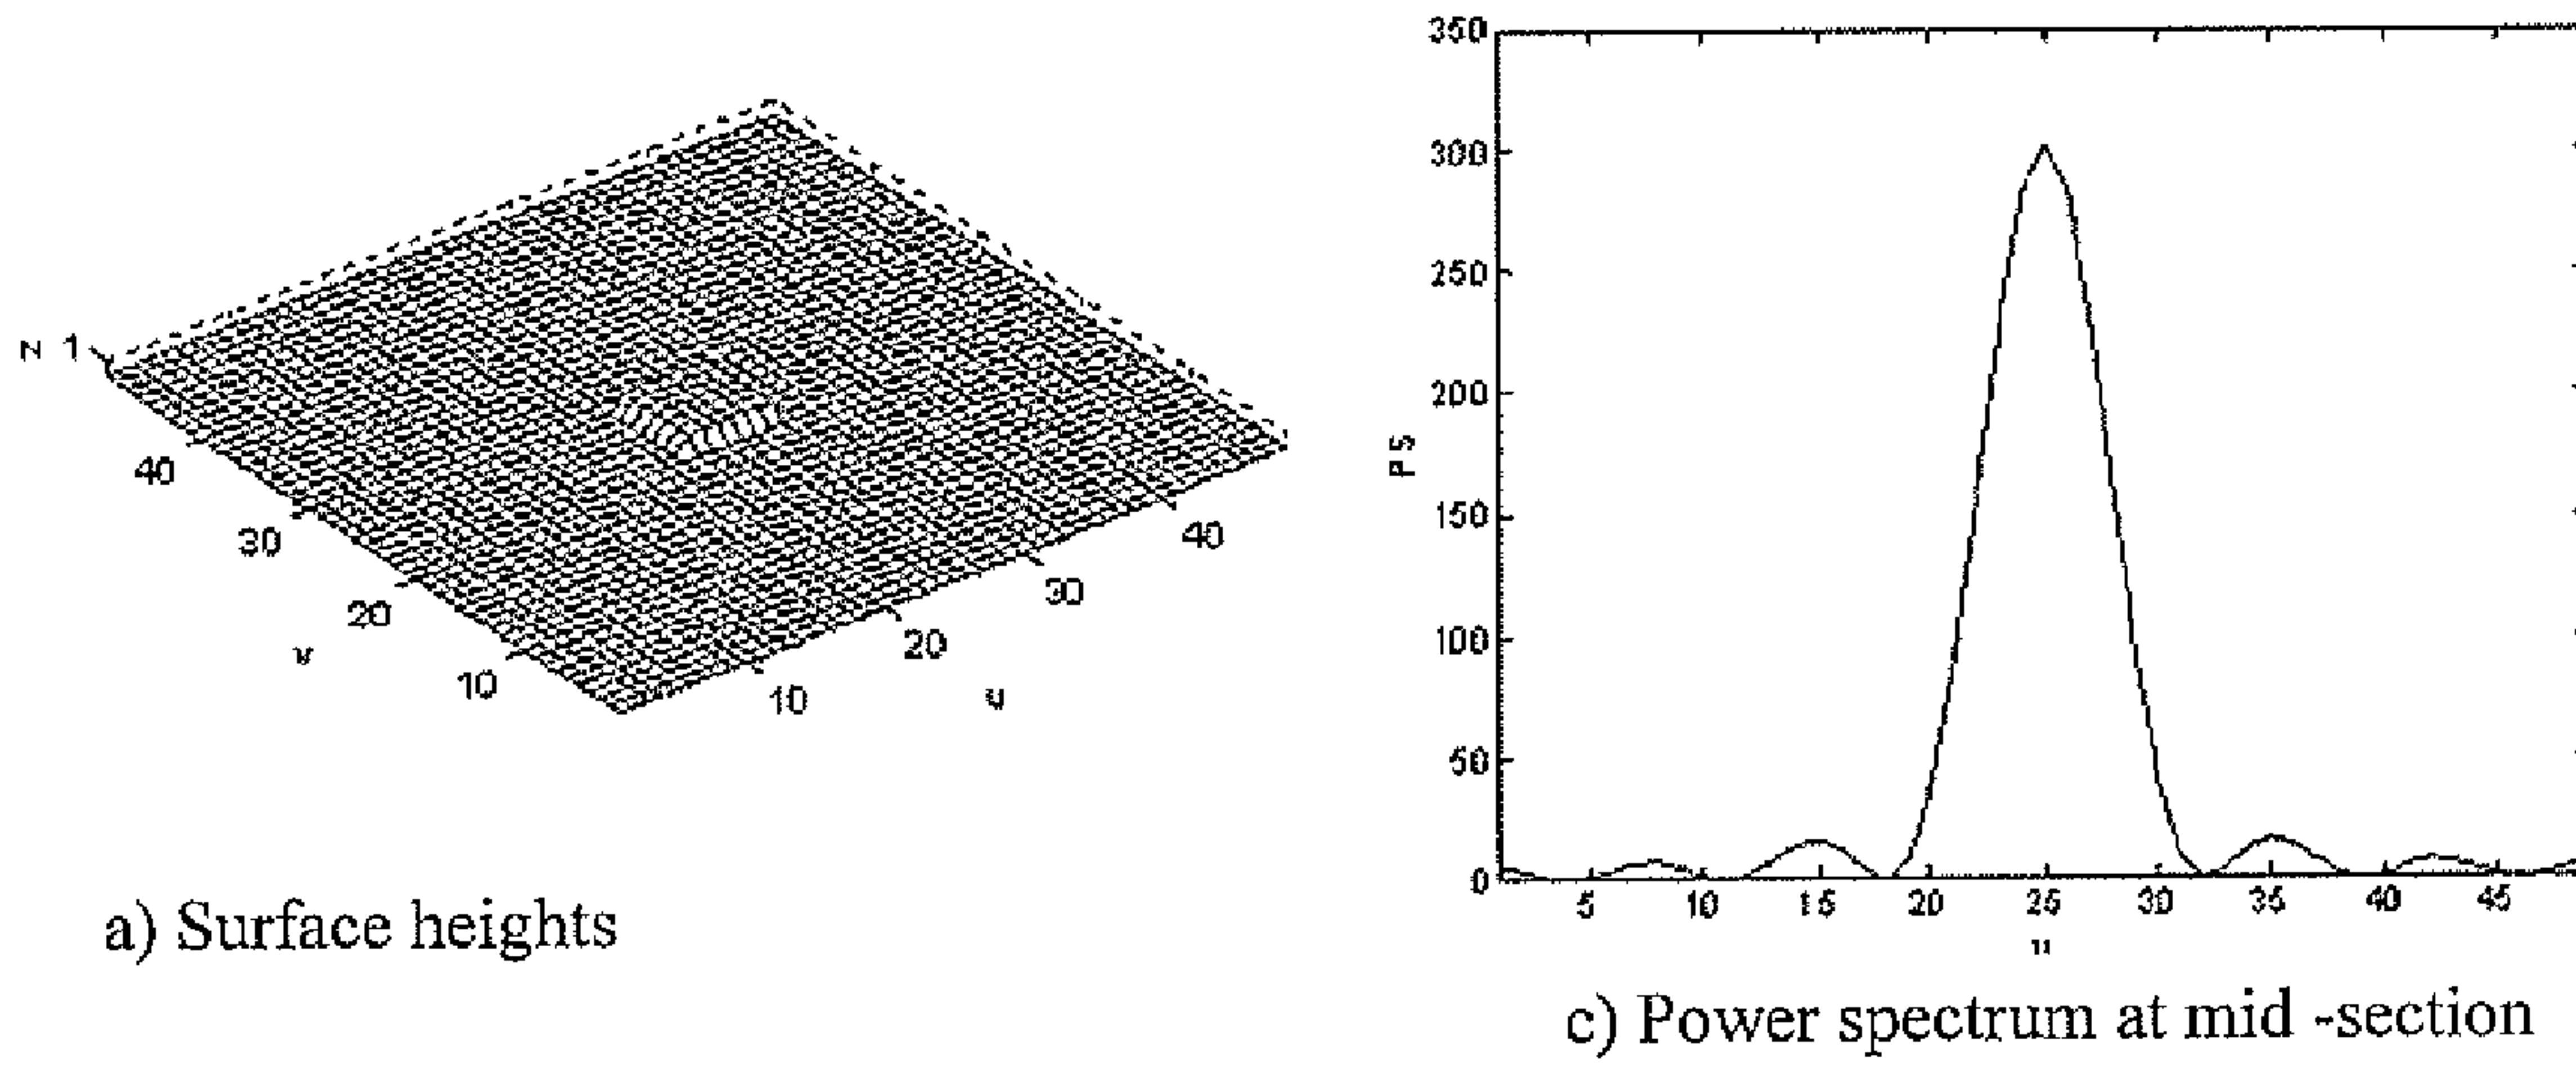 z 1
40
30
20
10
v
10
20
30
40
u
a) Surface heights
350
300
250
200
150
100
50
0
PS
5 10 15 20 25 30 35 40 45
u
c) Power spectrum at mid -section